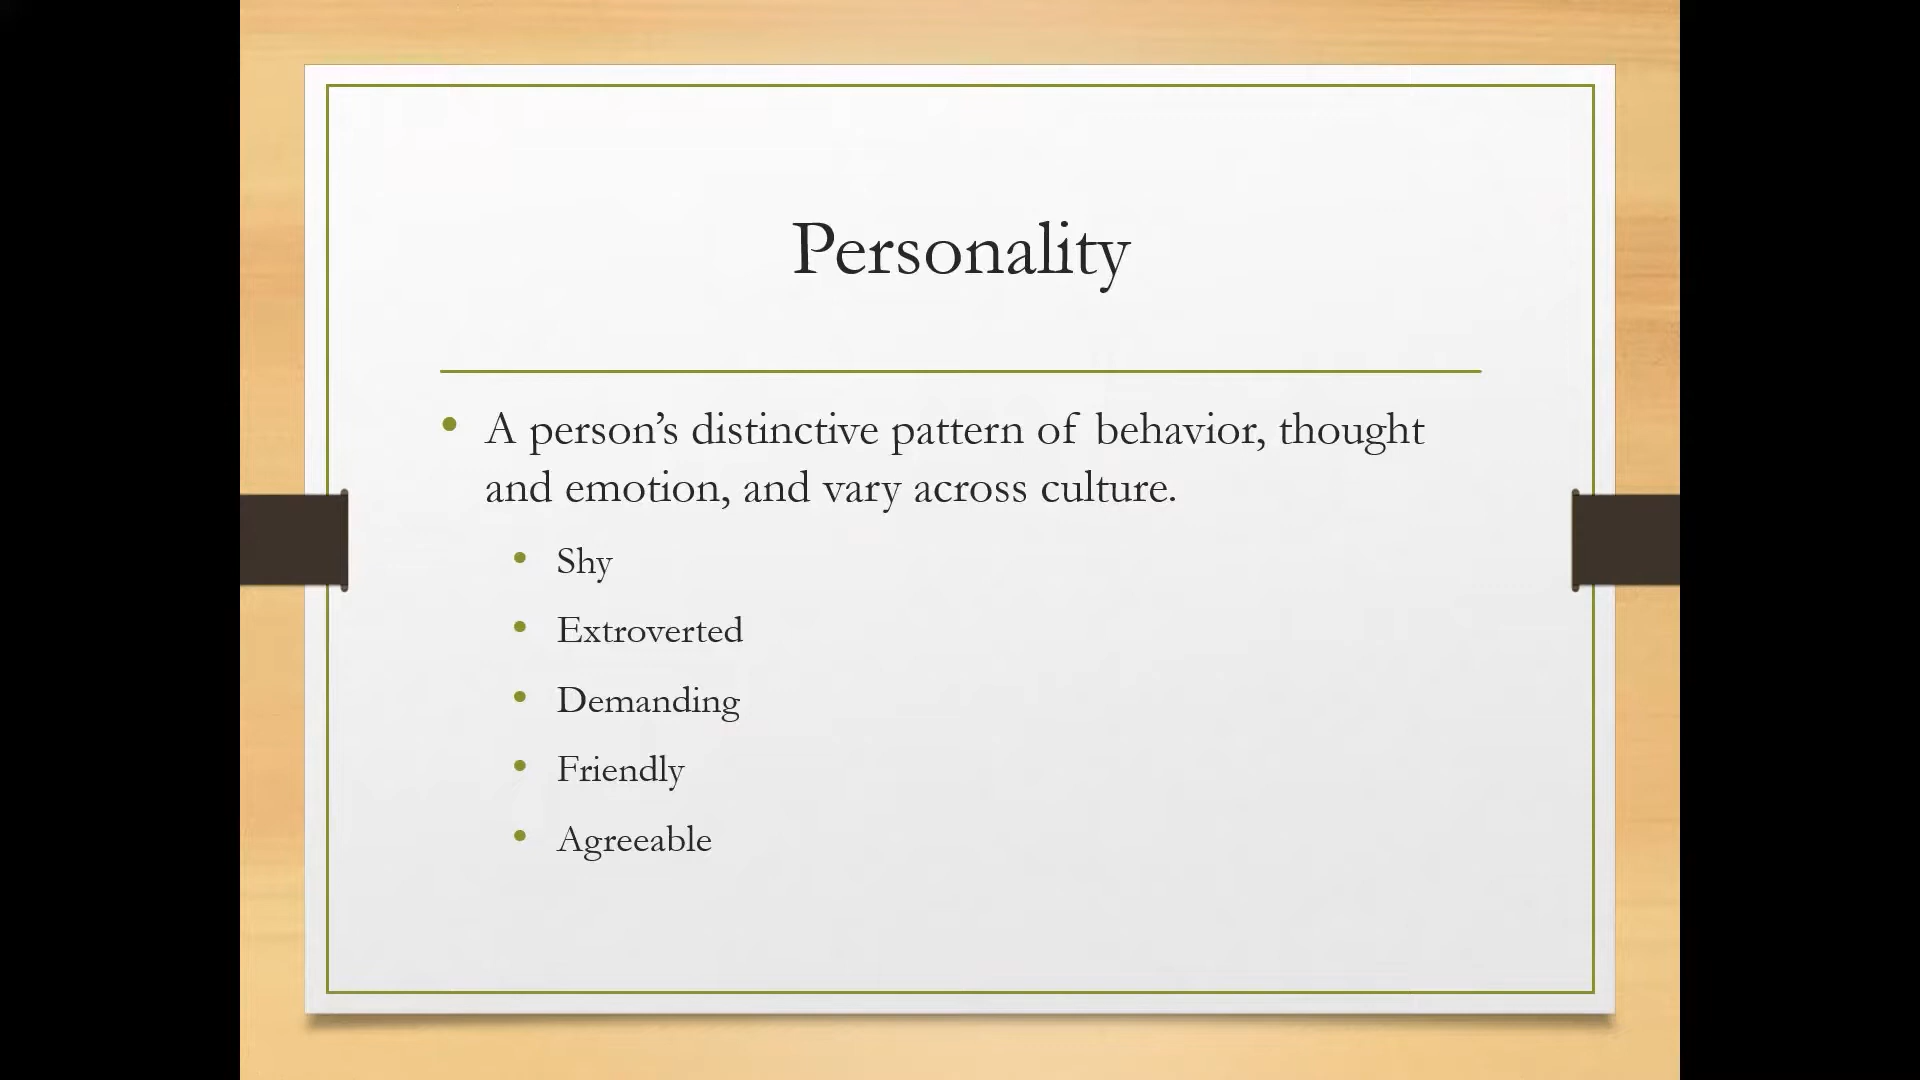 Personality
A person’s distinctive pattern of behavior, thought
and emotion, and vary across culture.
Shy
Extroverted
Demanding
Friendly
Agreeable